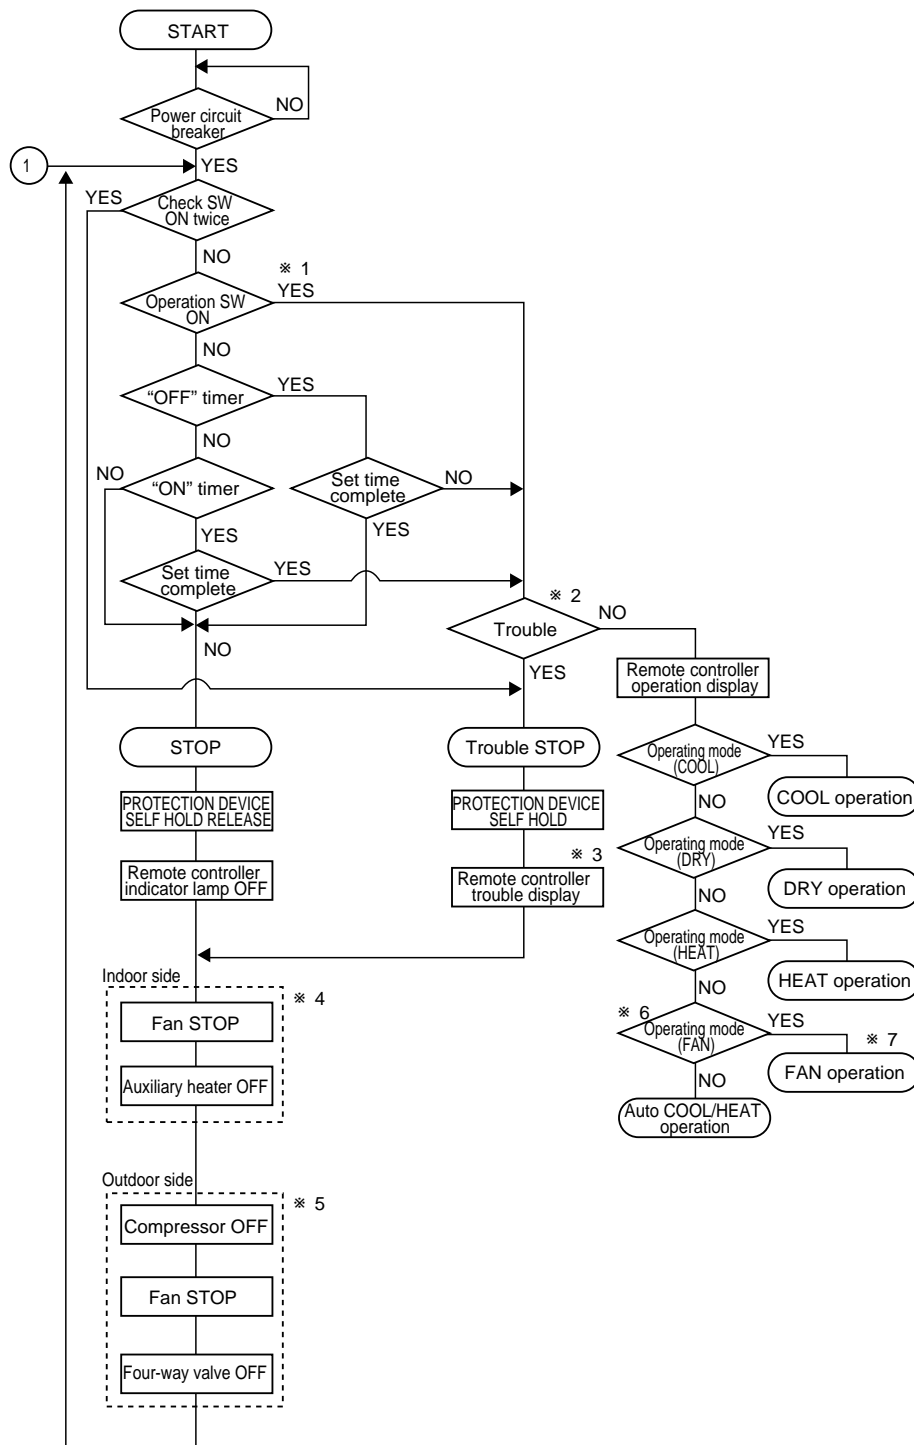 START
NO
Power circuit
breaker
1
YES
YES
Check SW
ON twice
NO
※ 1
YES
Operation SW
ON
NO
YES
“OFF” timer
NO
NO
“ON” timer
Set time
complete
NO
YES
YES
Set time
complete
YES
※ 2
NO
Trouble
NO
YES
Remote controller
operation display
STOP
Trouble STOP
Operating mode
(COOL)
YES
COOL operation
NO
PROTECTION DEVICE
SELF HOLD RELEASE
PROTECTION DEVICE
SELF HOLD
Operating mode
(DRY)
YES
DRY operation
NO
※ 3
Remote controller
indicator lamp OFF
Remote controller
trouble display
Operating mode
(HEAT)
YES
HEAT operation
NO
Indoor side
※ 4
Fan STOP
Auxiliary heater OFF
※ 6
Operating mode
(FAN)
YES
※ 7
FAN operation
NO
Auto COOL/HEAT
operation
Outdoor side
※ 5
Compressor OFF
Fan STOP
Four-way valve OFF